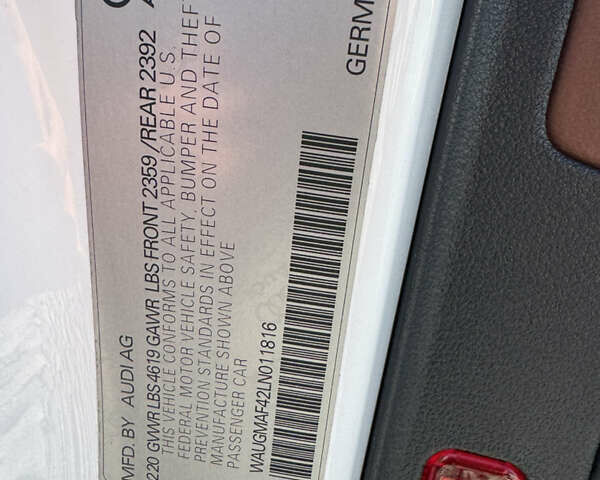 MFD. BY AUDI AG
220 GVWR LBS 4619 GAWR LBS FRONT 2359 / REAR 2392
THIS VEHICLE CONFORMS TO ALL APPLICABLE U.S.
FEDERAL MOTOR VEHICLE SAFETY, BUMPER AND THEF
PREVENTION STANDARDS IN EFFECT ON THE DATE OF
MANUFACTURE SHOWN ABOVE
PASSENGER CAR
WAUGMAF42LN011816
GERM